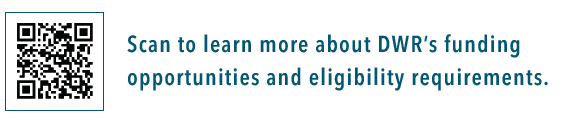 Scan to learn more about DWR's funding
opportunities and eligibility requirements.